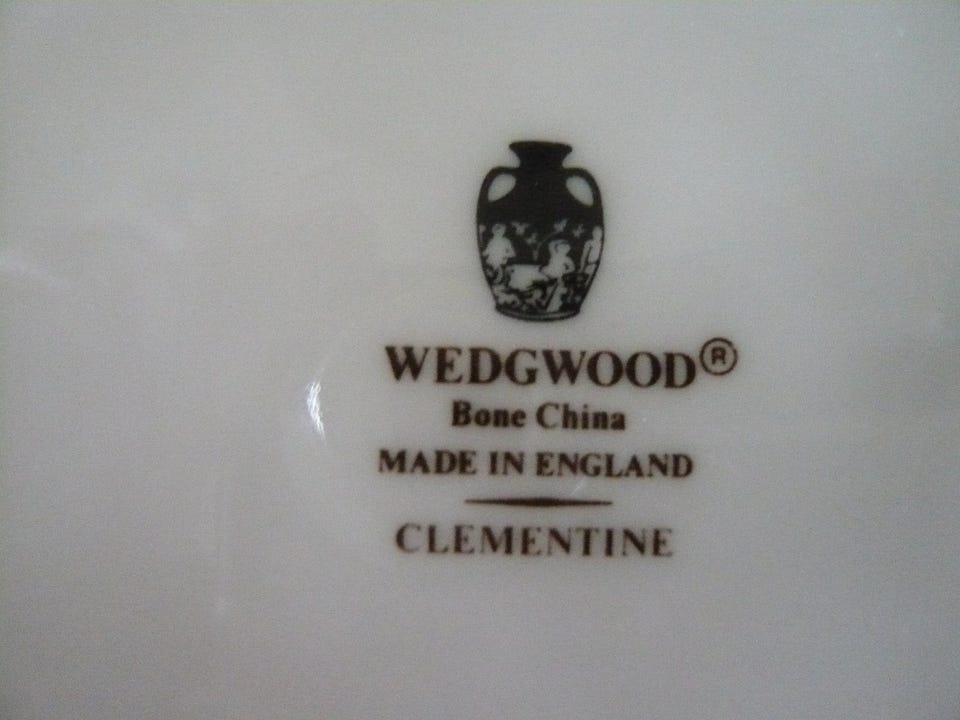 WEDGWOOD®
Bone China
MADE IN ENGLAND
CLEMENTINE